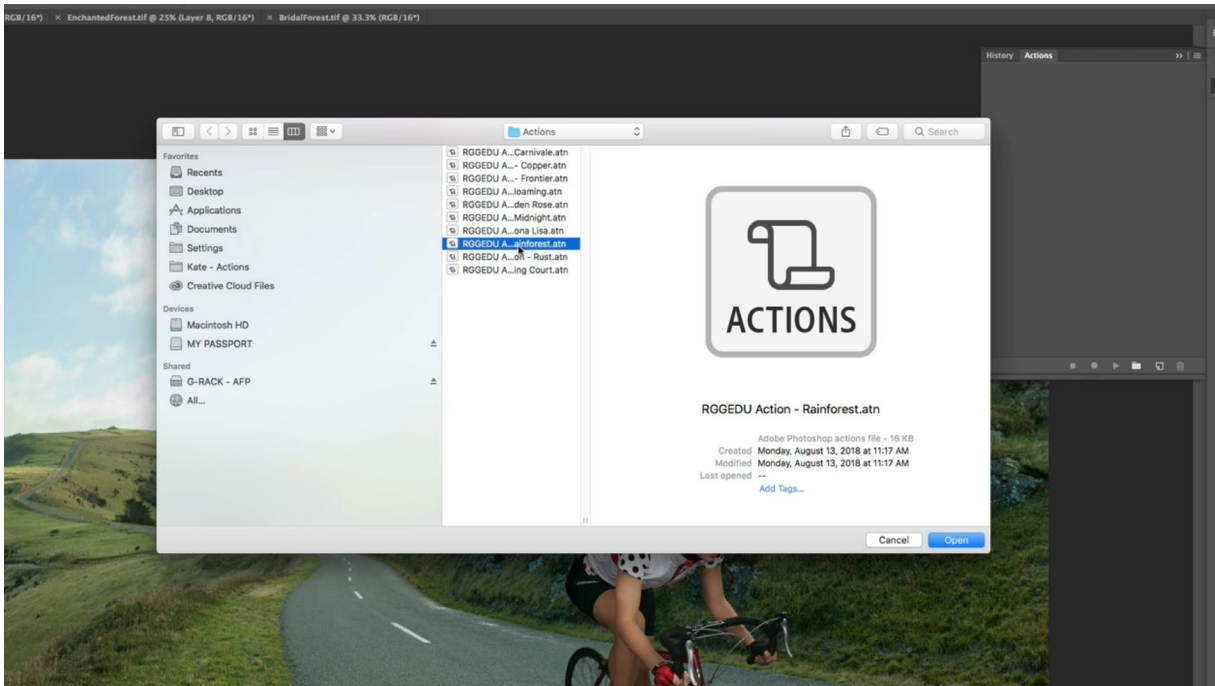 RGB/16*) × EnchantedForest.tif @ 25% (Layer 8, RGB/16*) × BridalForest.tif @ 33.3% (RGB/16*)
History Actions
Actions
Search
Favorites
Recents
Desktop
Applications
Documents
Settings
Kate - Actions
Creative Cloud Files
Devices
Macintosh HD
MY PASSPORT
Shared
G-RACK - AFP
All...
RGGEDU A...Carnivale.atn
RGGEDU A...- Copper.atn
RGGEDU A...- Frontier.atn
RGGEDU A...loaming.atn
RGGEDU A...den Rose.atn
RGGEDU A...Midnight.atn
RGGEDU A...ona Lisa.atn
RGGEDU A...ainforest.atn
RGGEDU A...on - Rust.atn
RGGEDU A...ing Court.atn
ACTIONS
RGGEDU Action - Rainforest.atn
Adobe Photoshop actions file - 16 KB
Created Monday, August 13, 2018 at 11:17 AM
Modified Monday, August 13, 2018 at 11:17 AM
Last opened --
Add Tags...
Cancel Open